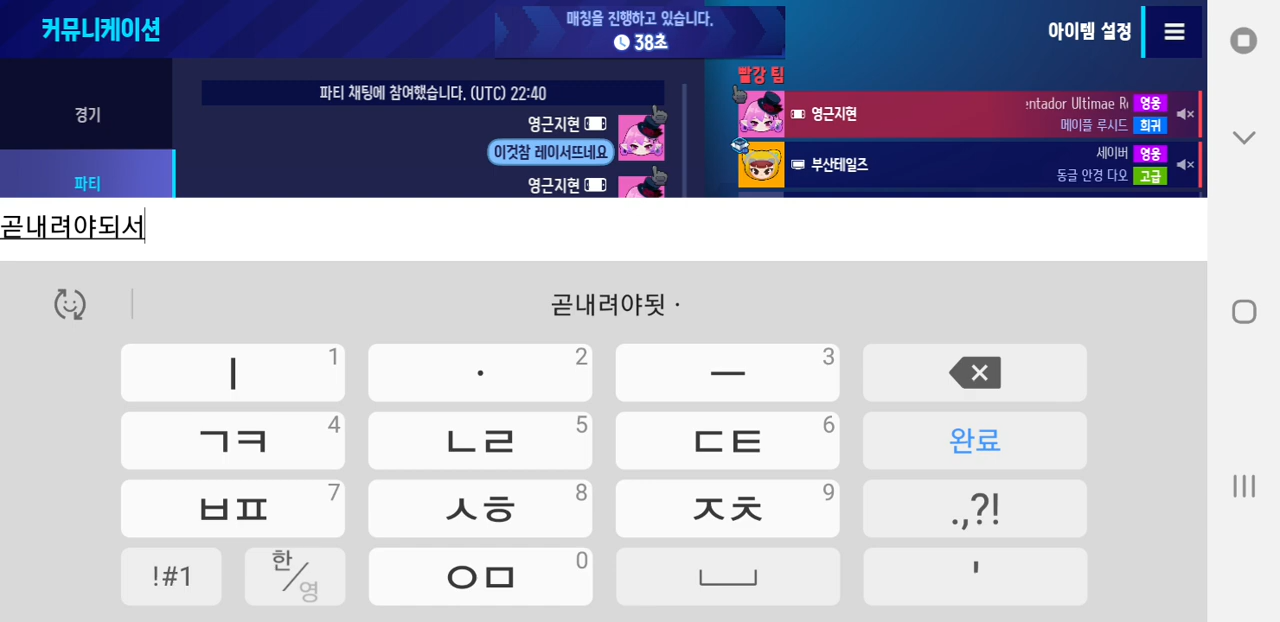 커뮤니케이션
매칭을 진행하고 있습니다.
38초
아이템 설정
경기
파티
파티 채팅에 참여했습니다. (UTC) 22:40
영근지현
이것참 레이서뜨네요
영근지현
빨강 팀
영근지현
entador Ultimae R
영웅
메이플 루시드
희귀
부산테일즈
세이버
영웅
동글 안경 다오
고급
곧내려야되서
곧내려야됫 ·
ㅣ 1
· 2
ㅡ 3
ㄱㅋ 4
ㄴㄹ 5
ㄷㅌ 6
완료
ㅂㅍ 7
ㅅㅎ 8
ㅈㅊ 9
.,?!
!#1
한/영
ㅇㅁ 0
'